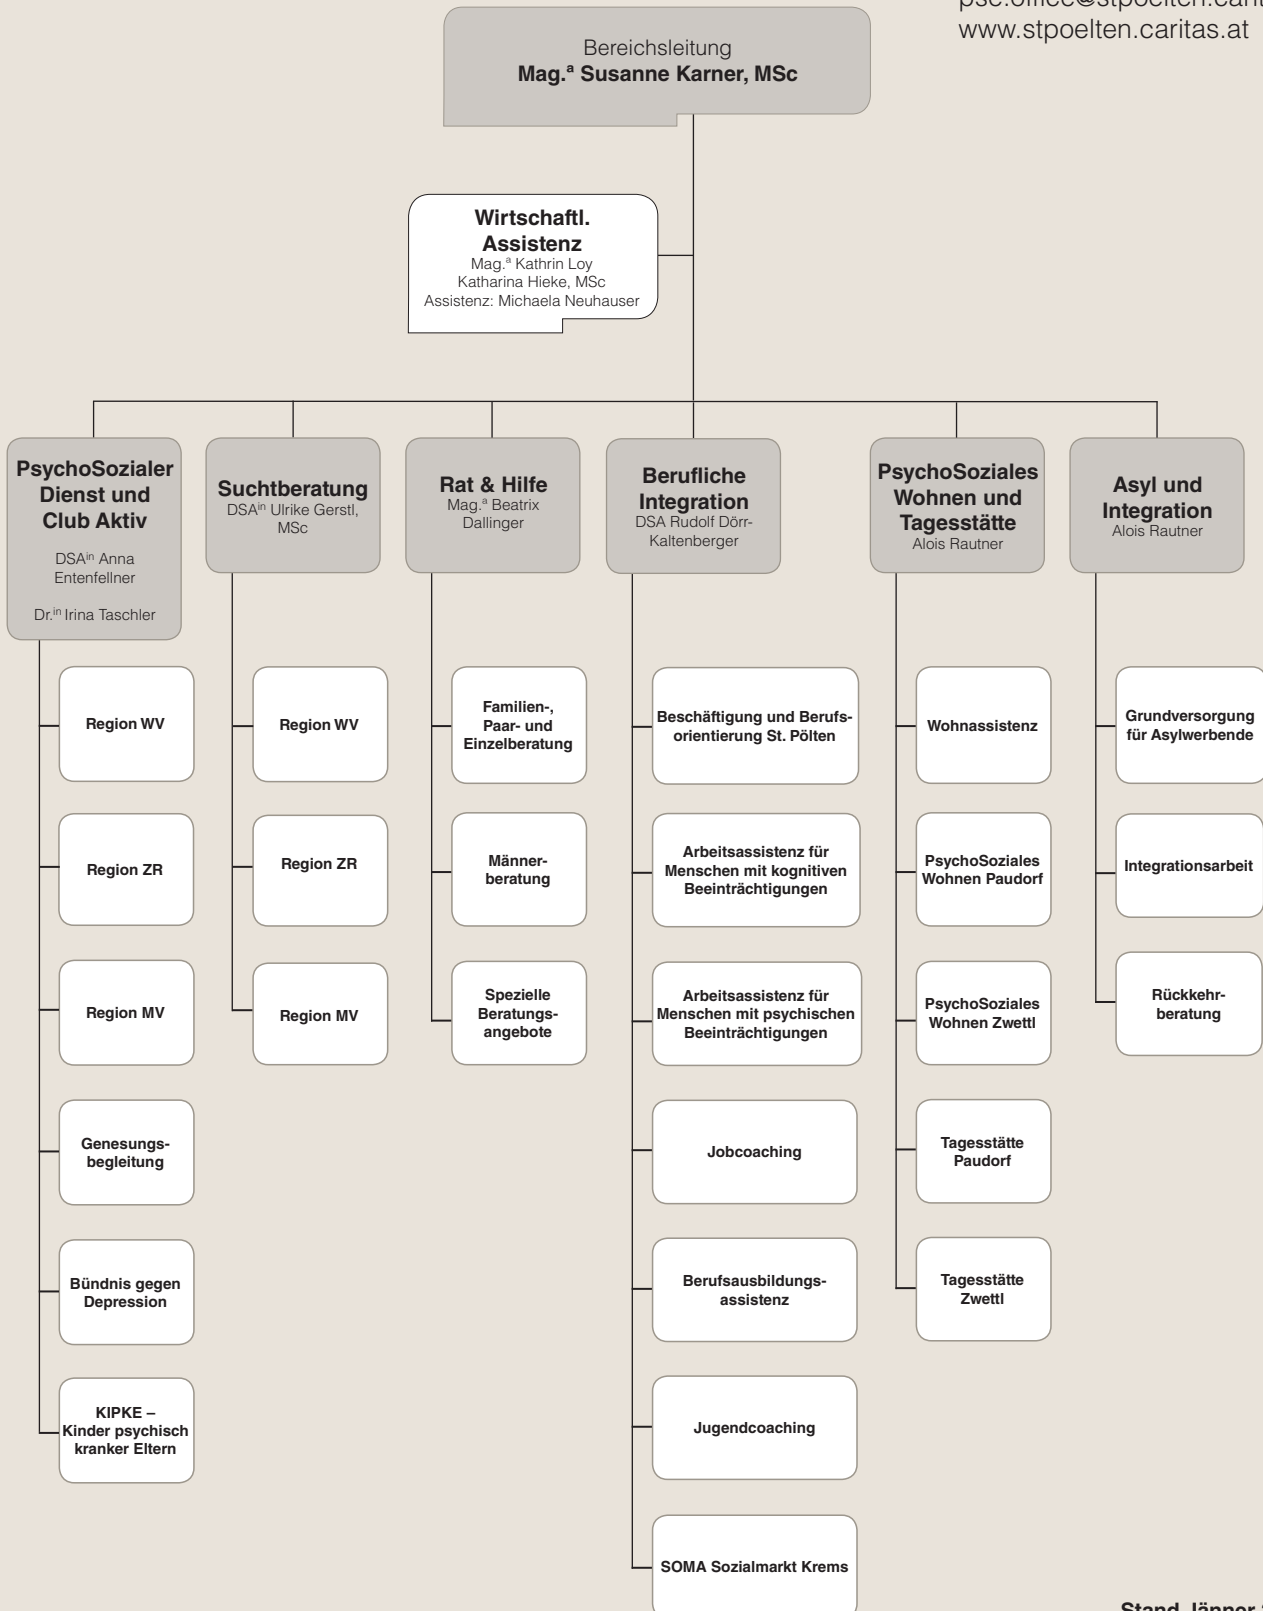 www.stpoelten.caritas.at
Bereichsleitung
Mag.ª Susanne Karner, MSc
Wirtschaftl.
Assistenz
Mag.ª Kathrin Loy
Katharina Hieke, MSc
Assistenz: Michaela Neuhauser
PsychoSozialer
Dienst und
Club Aktiv
DSAⁱⁿ Anna
Entenfellner
Dr.ⁱⁿ Irina Taschler
Region WV
Region ZR
Region MV
Genesungs-
begleitung
Bündnis gegen
Depression
KIPKE –
Kinder psychisch
kranker Eltern
Suchtberatung
DSAⁱⁿ Ulrike Gerstl,
MSc
Region WV
Region ZR
Region MV
Rat & Hilfe
Mag.ª Beatrix
Dallinger
Familien-,
Paar- und
Einzelberatung
Männer-
beratung
Spezielle
Beratungs-
angebote
Berufliche
Integration
DSA Rudolf Dörr-
Kaltenberger
Beschäftigung und Berufs-
orientierung St. Pölten
Arbeitsassistenz für
Menschen mit kognitiven
Beeinträchtigungen
Arbeitsassistenz für
Menschen mit psychischen
Beeinträchtigungen
Jobcoaching
Berufsausbildungs-
assistenz
Jugendcoaching
SOMA Sozialmarkt Krems
PsychoSoziales
Wohnen und
Tagesstätte
Alois Rautner
Wohnassistenz
PsychoSoziales
Wohnen Paudorf
PsychoSoziales
Wohnen Zwettl
Tagesstätte
Paudorf
Tagesstätte
Zwettl
Asyl und
Integration
Alois Rautner
Grundversorgung
für Asylwerbende
Integrationsarbeit
Rückkehr-
beratung
Stand Jänner